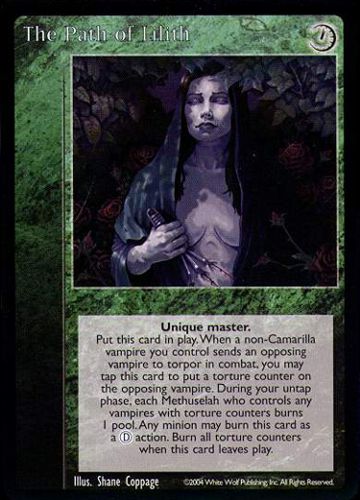 The Path of Lilith
Unique master.
Put this card in play. When a non-Camarilla
vampire you control sends an opposing
vampire to torpor in combat, you may
tap this card to put a torture counter on
the opposing vampire. During your untap
phase, each Methuselah who controls any
vampires with torture counters burns
1 pool. Any minion may burn this card as
a D action. Burn all torture counters
when this card leaves play.
Illus. Shane Coppage
©2004 White Wolf Publishing, Inc. All Rights Reserved.